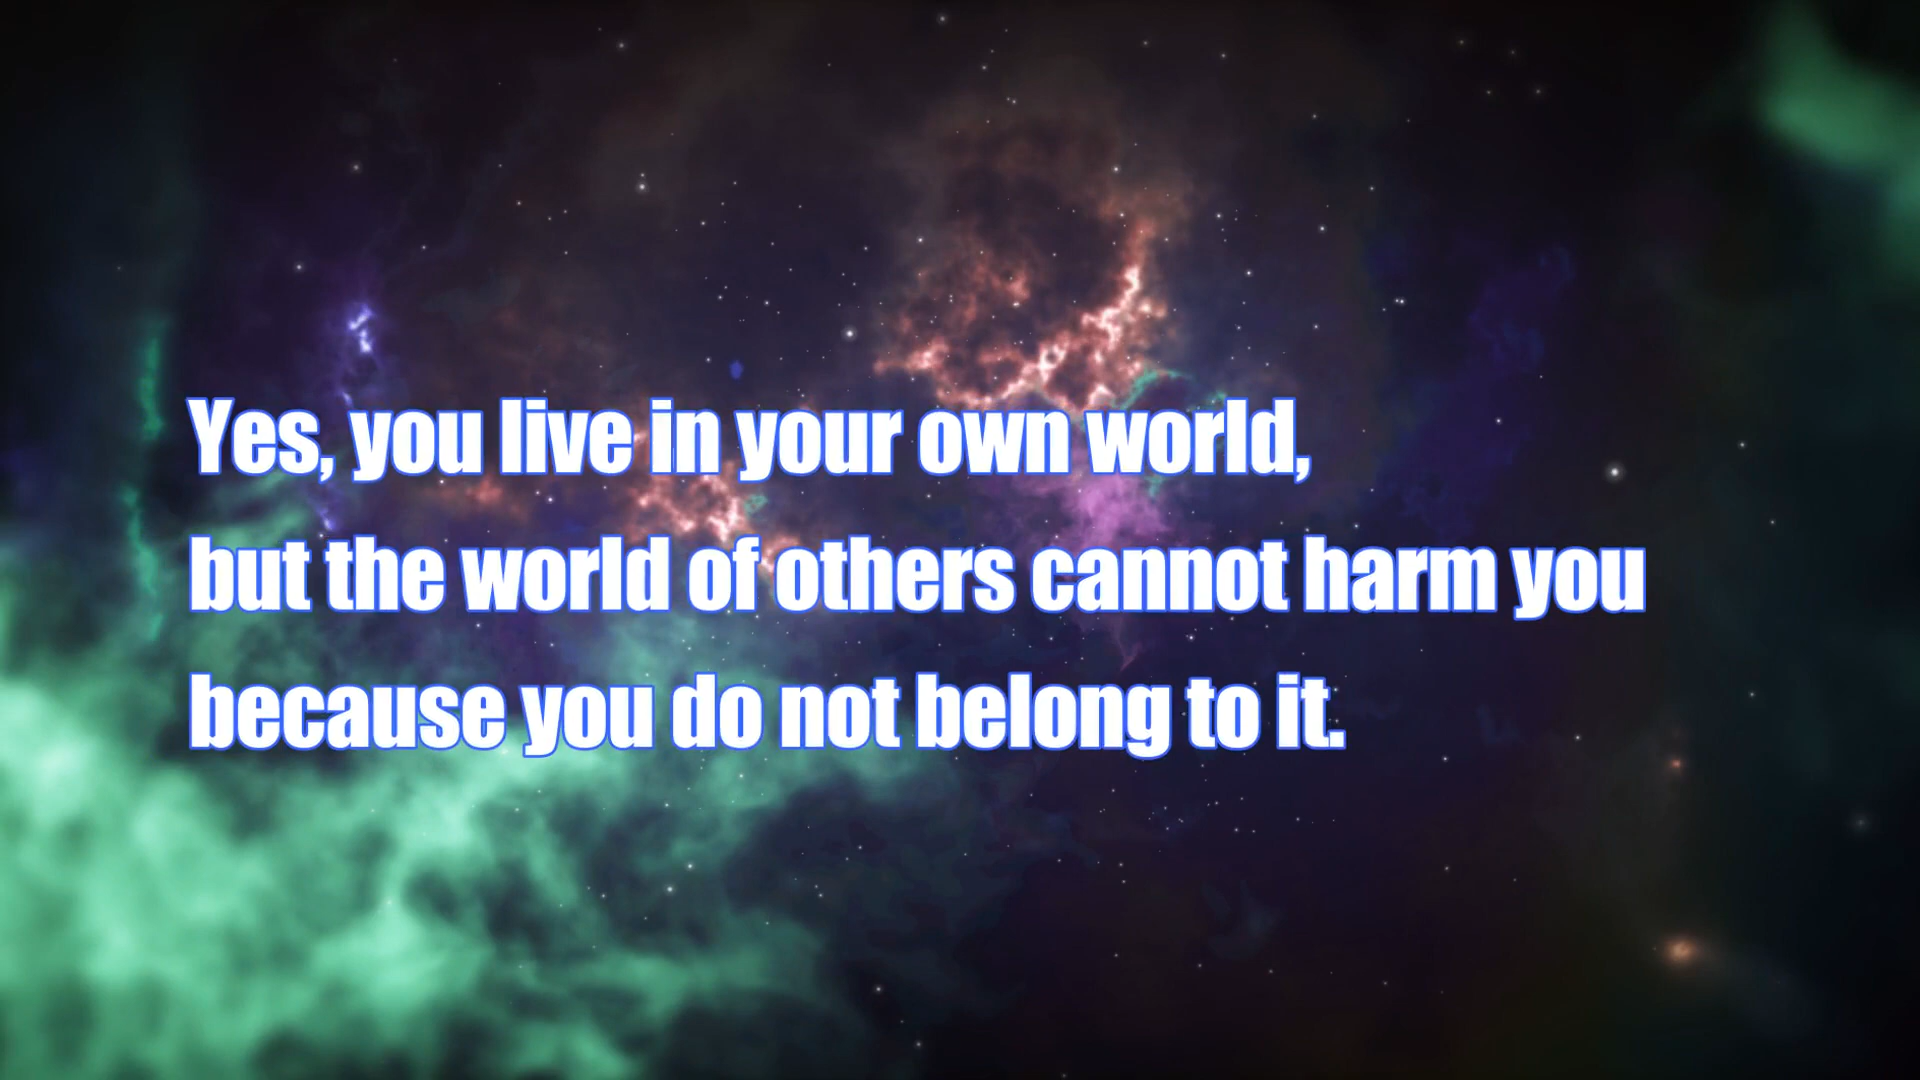 Yes, you live in your own world,
but the world of others cannot harm you
because you do not belong to it.